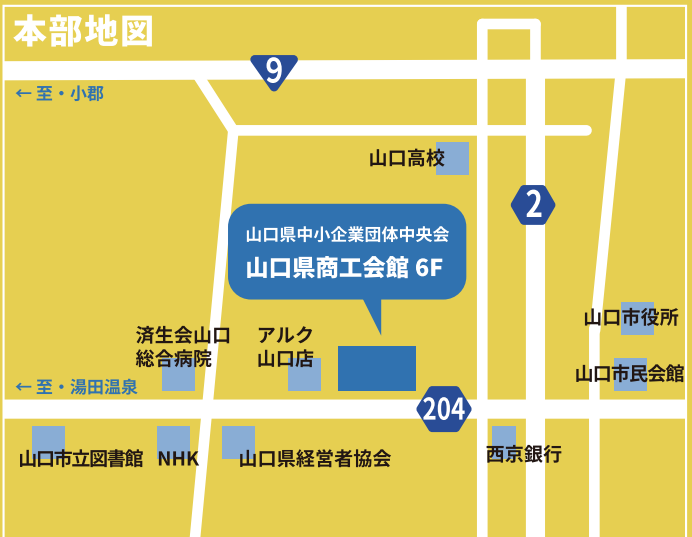 本部地図
9
← 至・小郡
山口高校
2
山口県中小企業団体中央会
山口県商工会館 6F
山口市役所
済生会山口
総合病院
アルク
山口店
山口市民会館
← 至・湯田温泉
204
山口市立図書館
NHK
山口県経営者協会
西京銀行